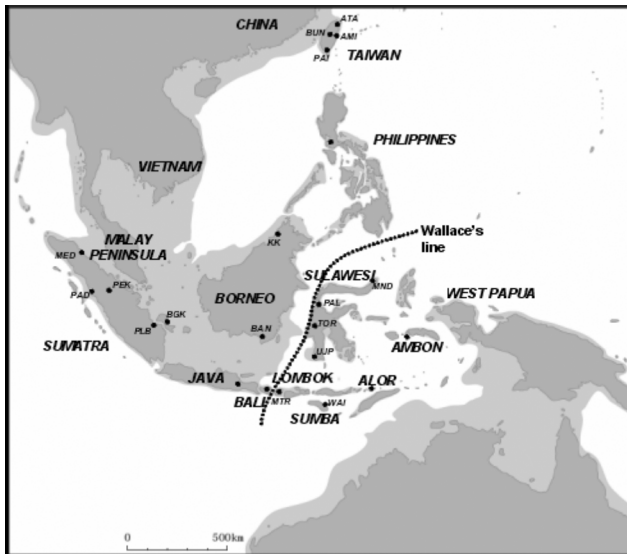 CHINA
ATA
BUN
AMI
PAI
TAIWAN
PHILIPPINES
VIETNAM
Wallace's
line
KK
MALAY
PENINSULA
MED
SULAWESI
MND
WEST PAPUA
PEK
PAD
BORNEO
PAL
BGK
TOR
PLB
BAN
AMBON
SUMATRA
UJP
JAVA
LOMBOK
ALOR
BALI
MTR
WAI
SUMBA
0
500km